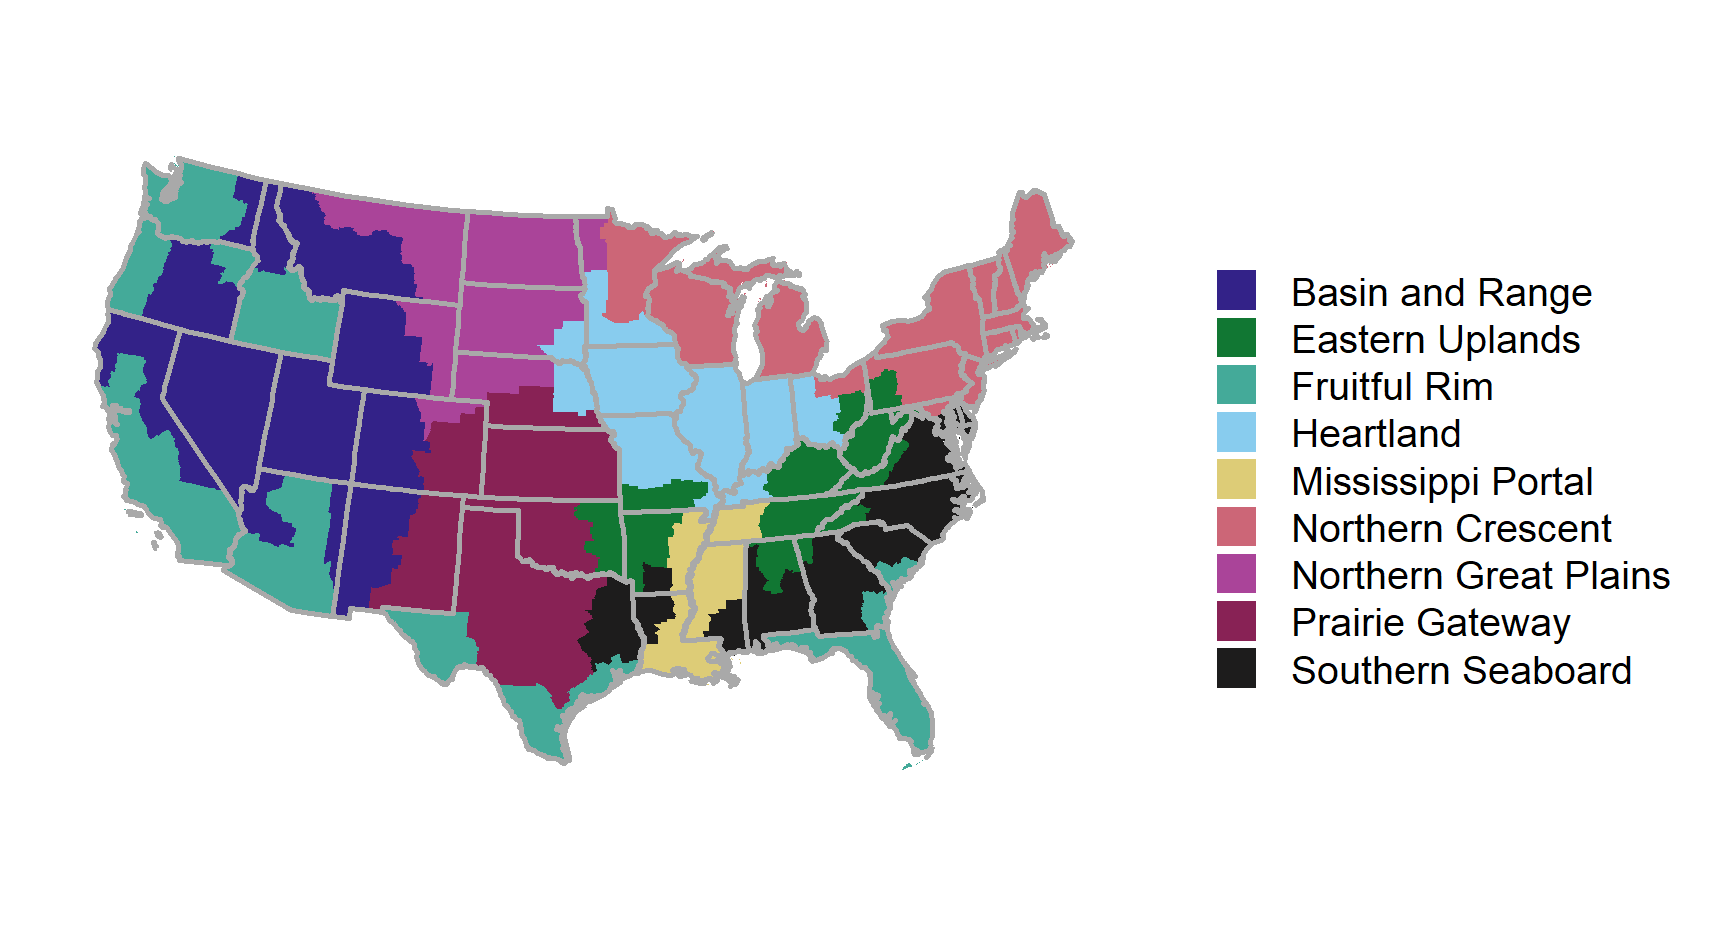 Basin and Range
Eastern Uplands
Fruitful Rim
Heartland
Mississippi Portal
Northern Crescent
Northern Great Plains
Prairie Gateway
Southern Seaboard